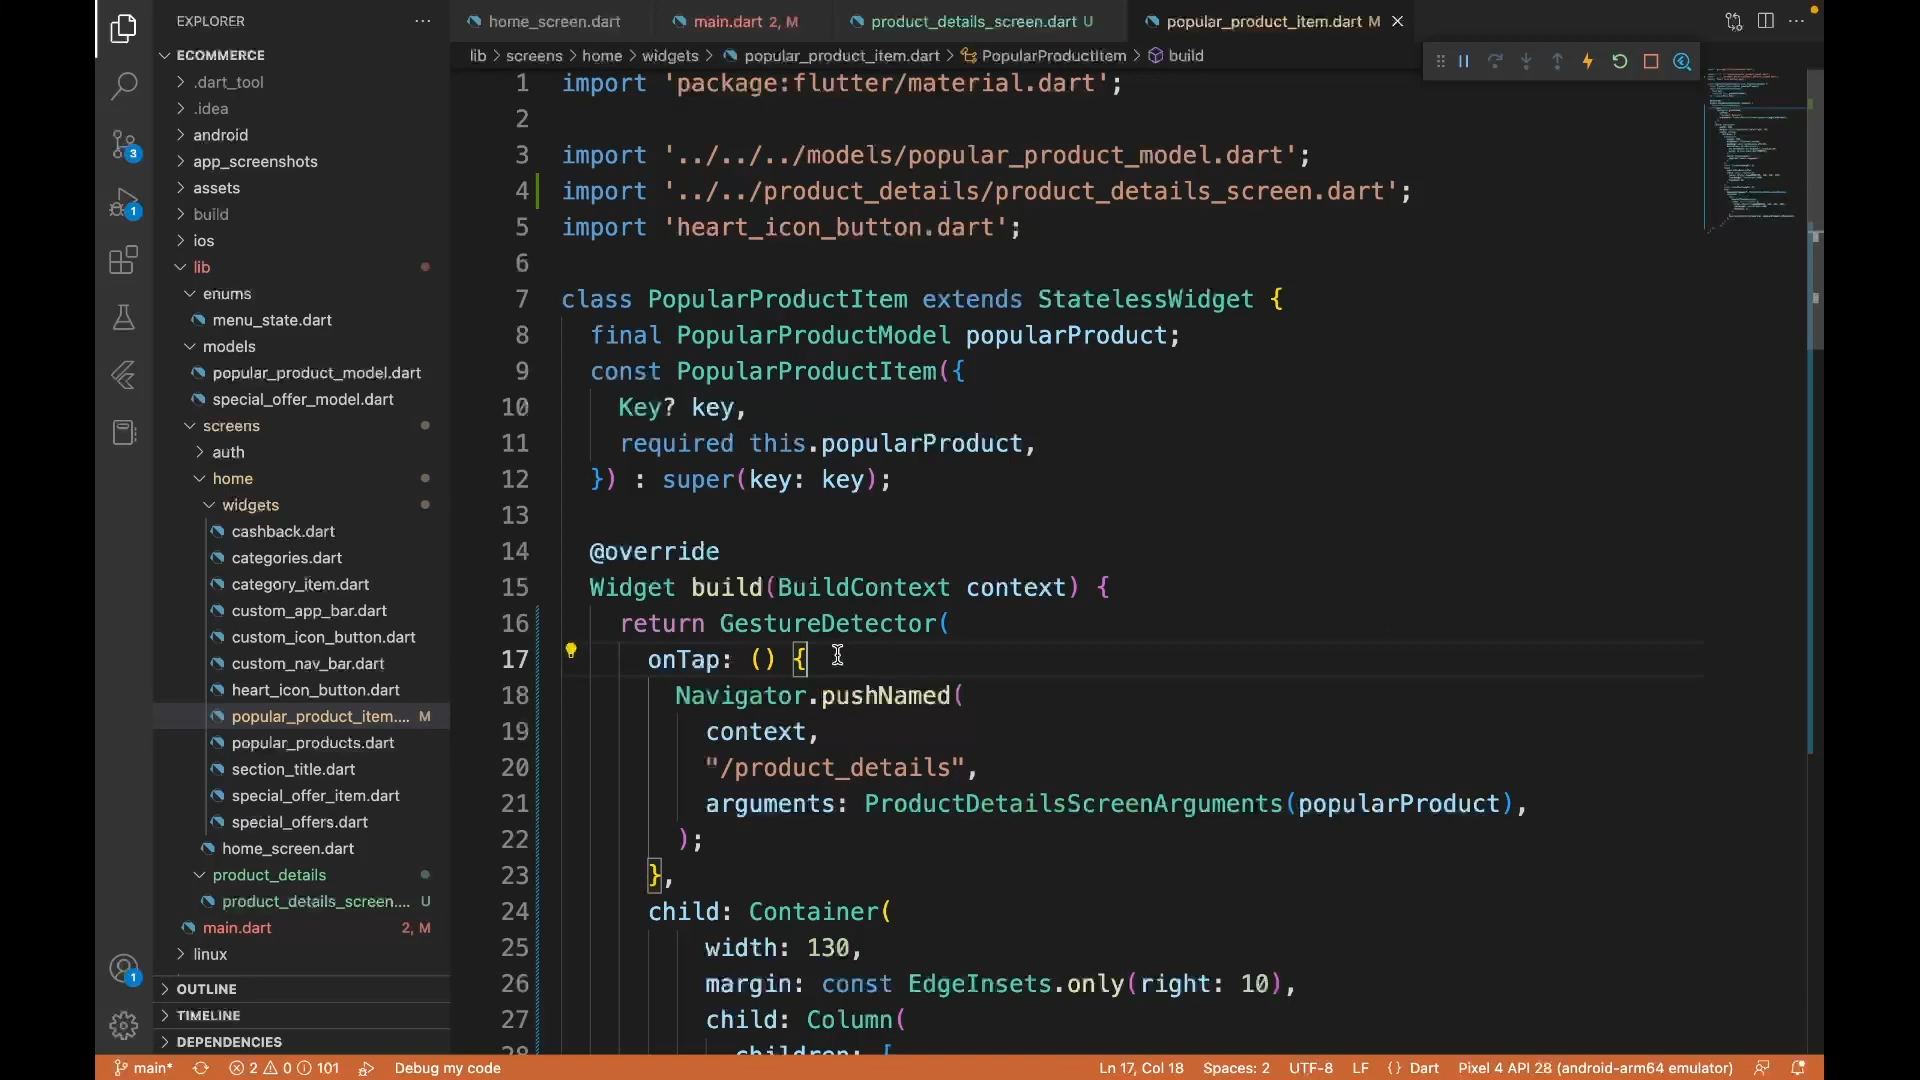 EXPLORER
ECOMMERCE
.dart_tool
.idea
android
app_screenshots
assets
build
ios
lib
enums
menu_state.dart
models
popular_product_model.dart
special_offer_model.dart
screens
auth
home
widgets
cashback.dart
categories.dart
category_item.dart
custom_app_bar.dart
custom_icon_button.dart
custom_nav_bar.dart
heart_icon_button.dart
popular_product_item.... M
popular_products.dart
section_title.dart
special_offer_item.dart
special_offers.dart
home_screen.dart
product_details
product_details_screen.... U
main.dart 2, M
linux
OUTLINE
TIMELINE
DEPENDENCIES
3
1
1
home_screen.dart main.dart 2, M product_details_screen.dart U popular_product_item.dart M
lib > screens > home > widgets > popular_product_item.dart > PopularProductItem > build
1 import 'package:flutter/material.dart';
2
3 import '../../../models/popular_product_model.dart';
4 import '../../product_details/product_details_screen.dart';
5 import 'heart_icon_button.dart';
6
7 class PopularProductItem extends StatelessWidget {
8 final PopularProductModel popularProduct;
9 const PopularProductItem({
10 Key? key,
11 required this.popularProduct,
12 }) : super(key: key);
13
14 @override
15 Widget build(BuildContext context) {
16 return GestureDetector(
17 onTap: () {
18 Navigator.pushNamed(
19 context,
20 "/product_details",
21 arguments: ProductDetailsScreenArguments(popularProduct),
22 );
23 },
24 child: Container(
25 width: 130,
26 margin: const EdgeInsets.only(right: 10),
27 child: Column(
28 children: [
main* 2 0 101 Debug my code Ln 17, Col 18 Spaces: 2 UTF-8 LF {} Dart Pixel 4 API 28 (android-arm64 emulator)